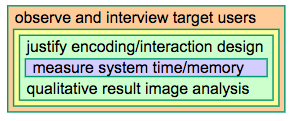 observe and interview target users
justify encoding/interaction design
measure system time/memory
qualitative result image analysis